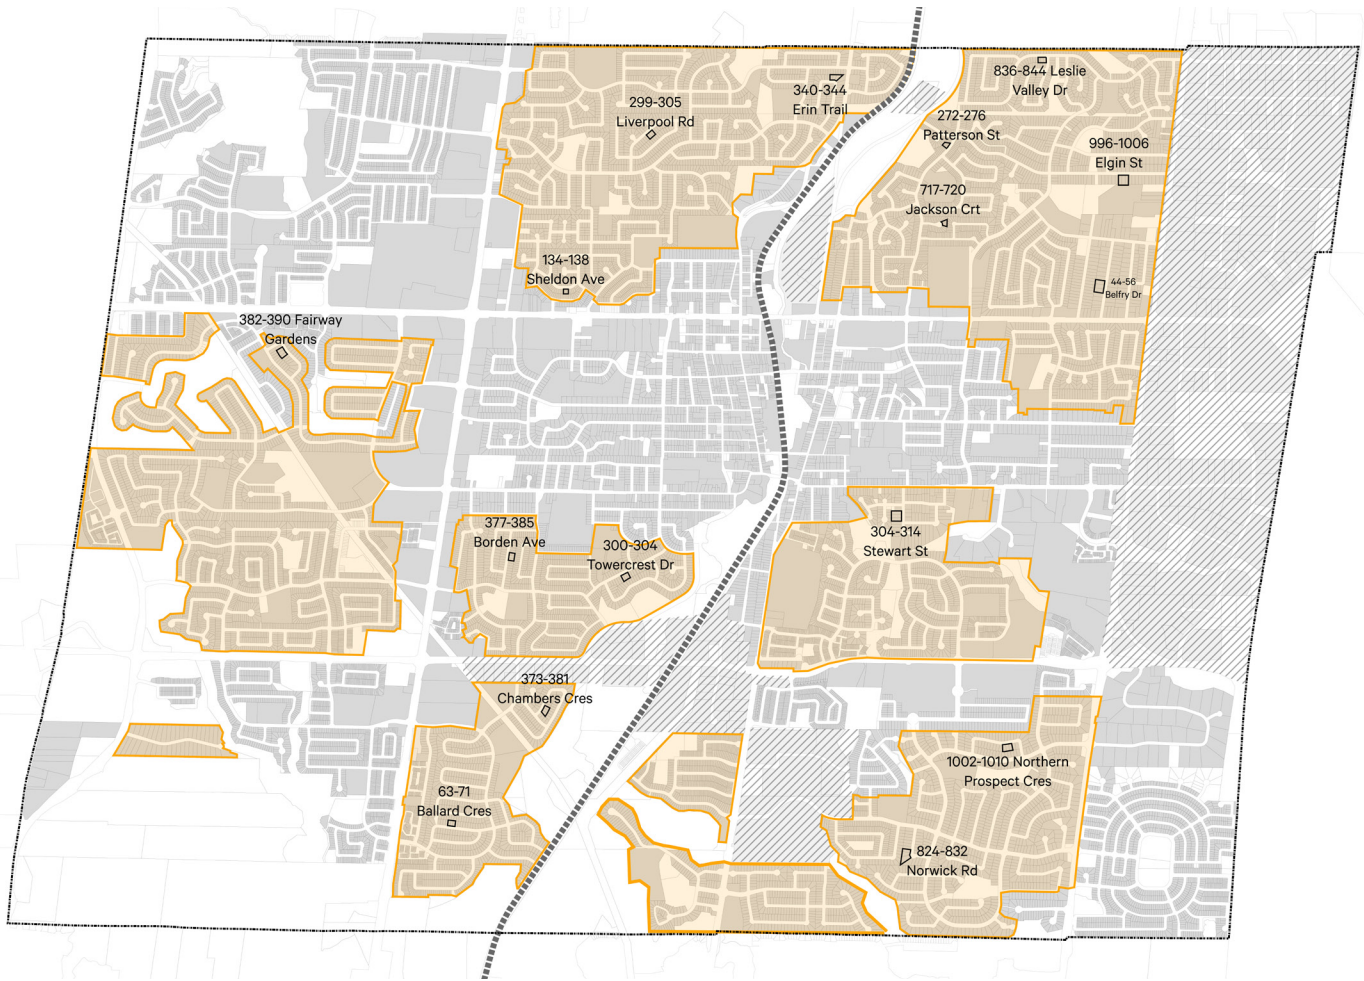 836-844 Leslie
Valley Dr
340-344
Erin Trail
299-305
Liverpool Rd
272-276
Patterson St
996-1006
Elgin St
717-720
Jackson Crt
134-138
Sheldon Ave
44-56
Belfry Dr
382-390 Fairway
Gardens
377-385
Borden Ave
300-304
Towercrest Dr
304-314
Stewart St
373-381
Chambers Cres
1002-1010 Northern
Prospect Cres
63-71
Ballard Cres
824-832
Norwick Rd